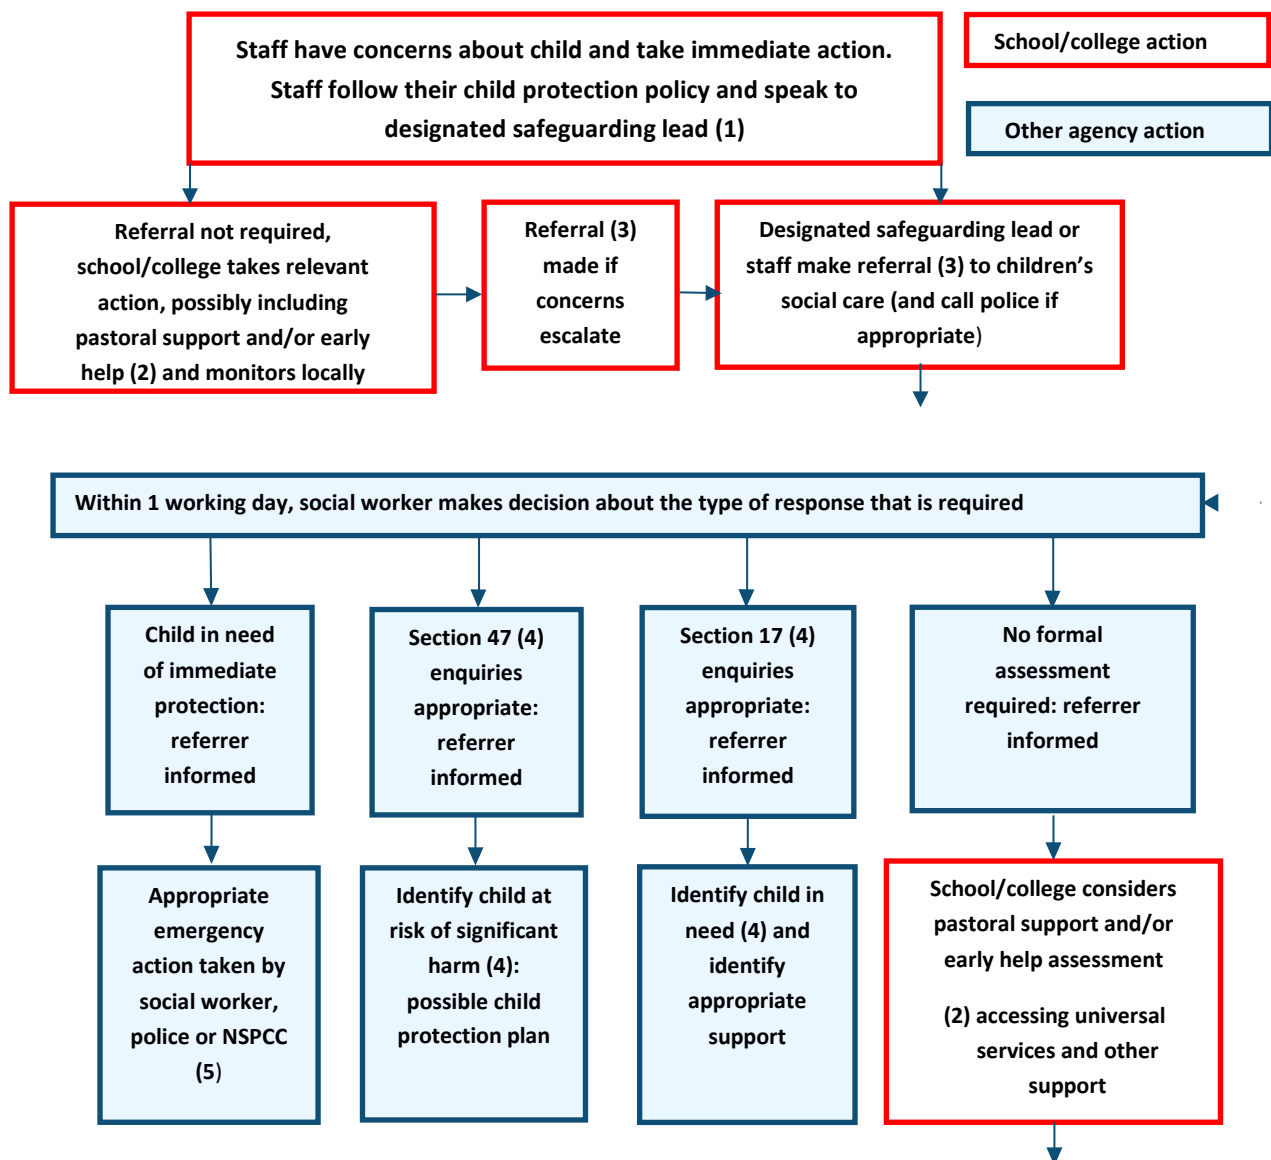 Staff have concerns about child and take immediate action.
Staff follow their child protection policy and speak to
designated safeguarding lead (1)
School/college action
Other agency action
Referral not required,
school/college takes relevant
action, possibly including
pastoral support and/or early
help (2) and monitors locally
Referral (3)
made if
concerns
escalate
Designated safeguarding lead or
staff make referral (3) to children’s
social care (and call police if
appropriate)
Within 1 working day, social worker makes decision about the type of response that is required
Child in need
of immediate
protection:
referrer
informed
Section 47 (4)
enquiries
appropriate:
referrer
informed
Section 17 (4)
enquiries
appropriate:
referrer
informed
No formal
assessment
required: referrer
informed
Appropriate
emergency
action taken by
social worker,
police or NSPCC
(5)
Identify child at
risk of significant
harm (4):
possible child
protection plan
Identify child in
need (4) and
identify
appropriate
support
School/college considers
pastoral support and/or
early help assessment
(2) accessing universal
services and other
support